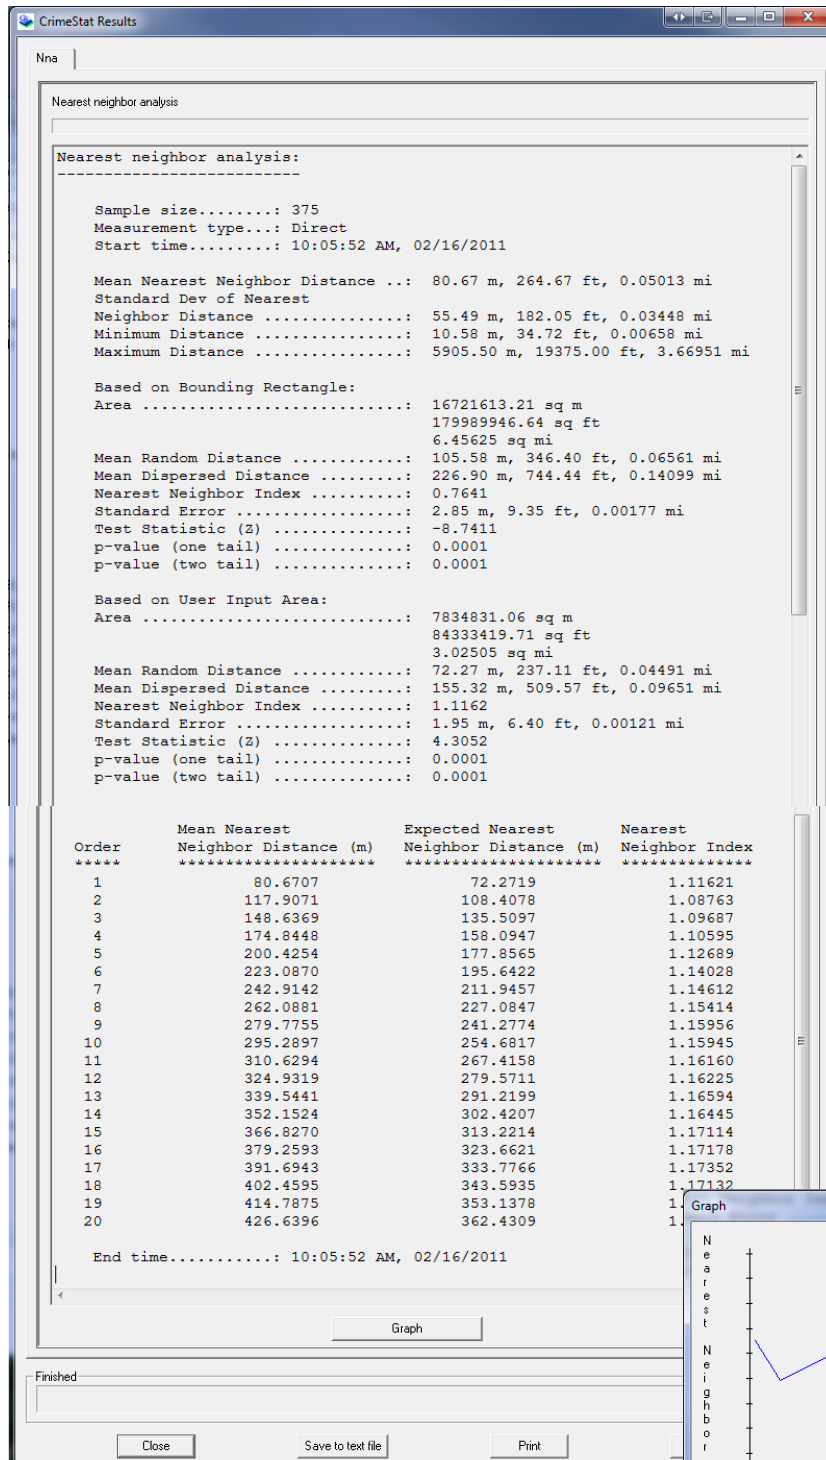 CrimeStat Results
Nna
Nearest neighbor analysis
Nearest neighbor analysis:
--------------------------
Sample size........: 375
Measurement type...: Direct
Start time.........: 10:05:52 AM, 02/16/2011
Mean Nearest Neighbor Distance ..: 80.67 m, 264.67 ft, 0.05013 mi
Standard Dev of Nearest
Neighbor Distance ...............: 55.49 m, 182.05 ft, 0.03448 mi
Minimum Distance ................: 10.58 m, 34.72 ft, 0.00658 mi
Maximum Distance ................: 5905.50 m, 19375.00 ft, 3.66951 mi
Based on Bounding Rectangle:
Area ............................: 16721613.21 sq m
179989946.64 sq ft
6.45625 sq mi
Mean Random Distance ............: 105.58 m, 346.40 ft, 0.06561 mi
Mean Dispersed Distance .........: 226.90 m, 744.44 ft, 0.14099 mi
Nearest Neighbor Index ..........: 0.7641
Standard Error ..................: 2.85 m, 9.35 ft, 0.00177 mi
Test Statistic (Z) ..............: -8.7411
p-value (one tail) ..............: 0.0001
p-value (two tail) ..............: 0.0001
Based on User Input Area:
Area ............................: 7834831.06 sq m
84333419.71 sq ft
3.02505 sq mi
Mean Random Distance ............: 72.27 m, 237.11 ft, 0.04491 mi
Mean Dispersed Distance .........: 155.32 m, 509.57 ft, 0.09651 mi
Nearest Neighbor Index ..........: 1.1162
Standard Error ..................: 1.95 m, 6.40 ft, 0.00121 mi
Test Statistic (Z) ..............: 4.3052
p-value (one tail) ..............: 0.0001
p-value (two tail) ..............: 0.0001
Mean Nearest Expected Nearest Nearest
Order Neighbor Distance (m) Neighbor Distance (m) Neighbor Index
***** ********************* ********************* **************
1 80.6707 72.2719 1.11621
2 117.9071 108.4078 1.08763
3 148.6369 135.5097 1.09687
4 174.8448 158.0947 1.10595
5 200.4254 177.8565 1.12689
6 223.0870 195.6422 1.14028
7 242.9142 211.9457 1.14612
8 262.0881 227.0847 1.15414
9 279.7755 241.2774 1.15956
10 295.2897 254.6817 1.15945
11 310.6294 267.4158 1.16160
12 324.9319 279.5711 1.16225
13 339.5441 291.2199 1.16594
14 352.1524 302.4207 1.16445
15 366.8270 313.2214 1.17114
16 379.2593 323.6621 1.17178
17 391.6943 333.7766 1.17352
18 402.4595 343.5935 1.17132
19 414.7875 353.1378 1.
20 426.6396 362.4309 1.
End time...........: 10:05:52 AM, 02/16/2011
Graph
Finished
Close
Save to text file
Print
Graph
Nearest Neighbor